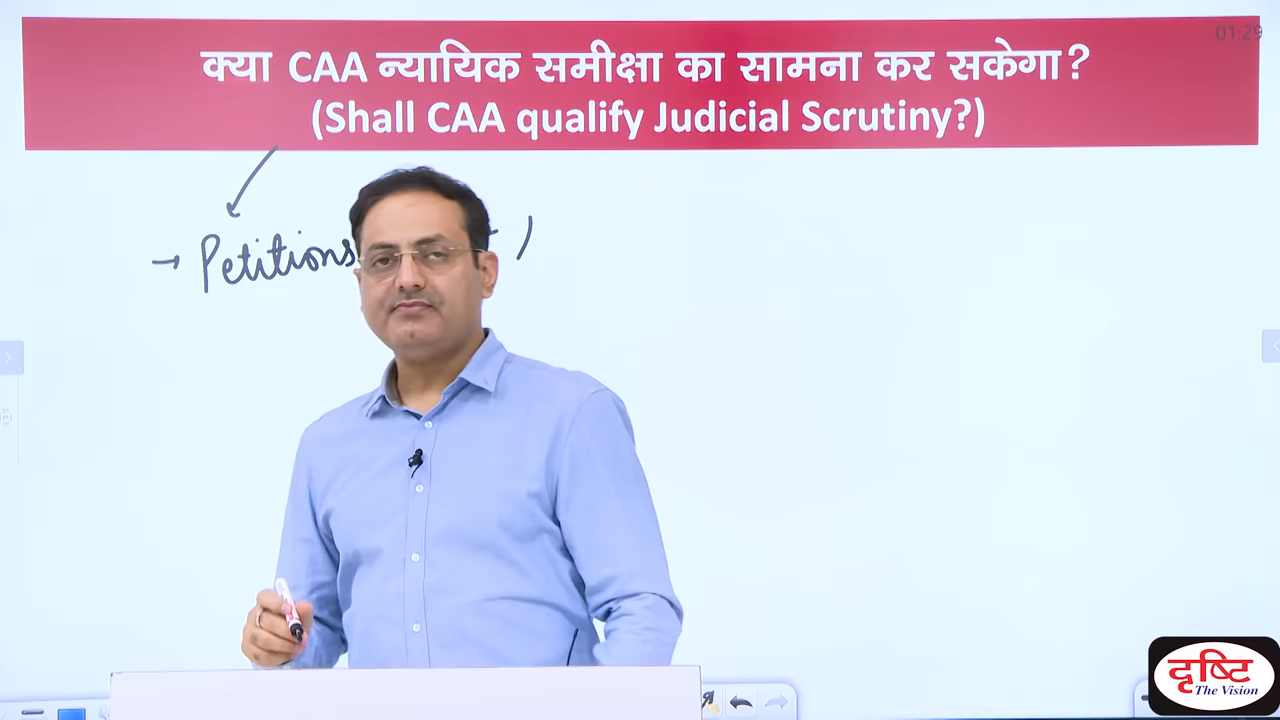 01:29
क्या CAA न्यायिक समीक्षा का सामना कर सकेगा?
(Shall CAA qualify Judicial Scrutiny?)
→ Petitions
दृष्टि
The Vision